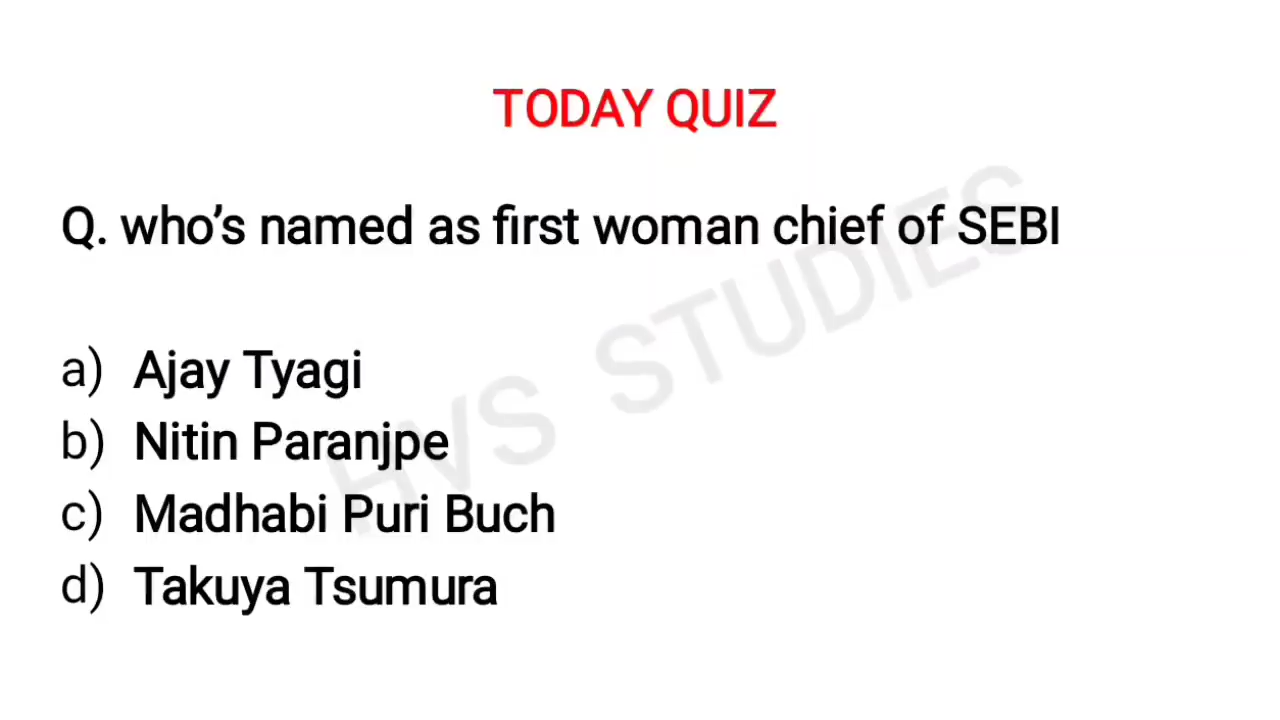 TODAY QUIZ
Q. who’s named as first woman chief of SEBI
HVS STUDIES
a) Ajay Tyagi
b) Nitin Paranjpe
c) Madhabi Puri Buch
d) Takuya Tsumura